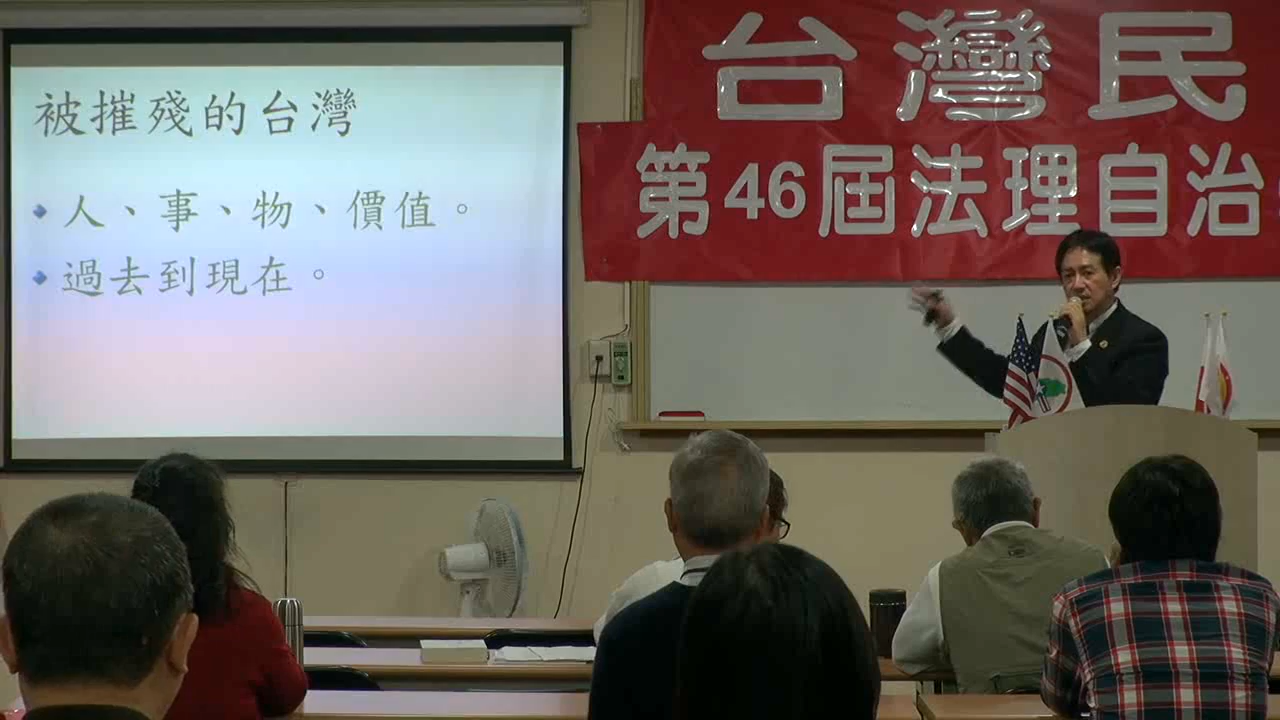 被摧殘的台灣
人、事、物、價值。
過去到現在。
台灣民
第46屆法理自治